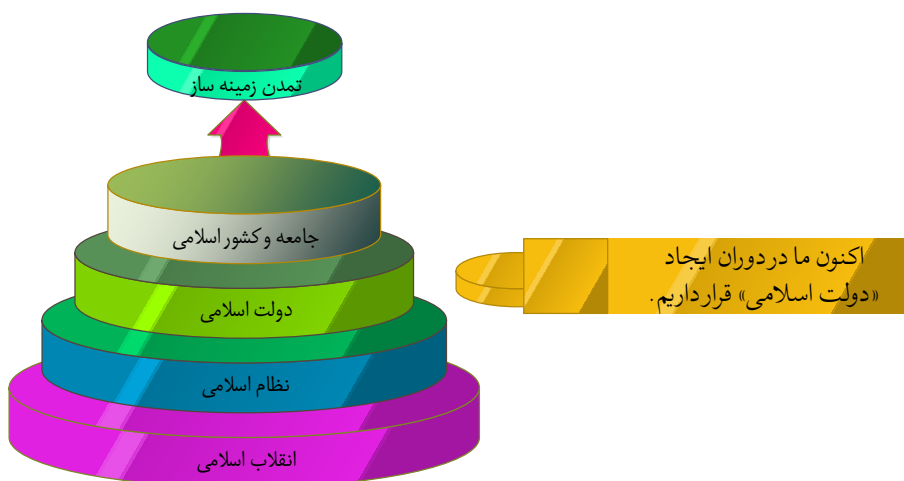 تمدن زمینه ساز
جامعه و کشور اسلامی
دولت اسلامی
نظام اسلامی
انقلاب اسلامی
اکنون ما در دوران ایجاد
«دولت اسلامی» قرار داریم.